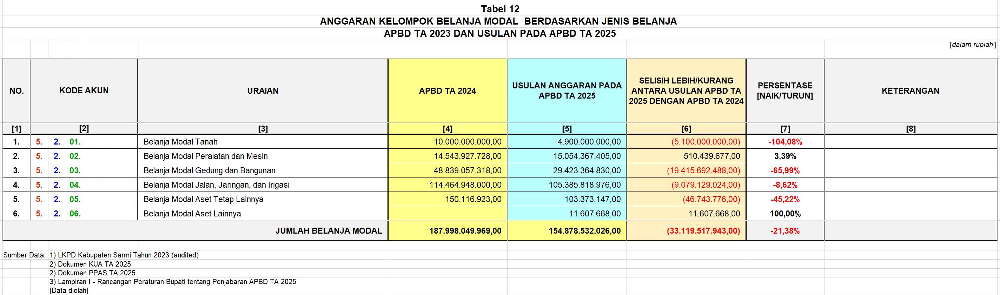 Tabel 12
ANGGARAN KELOMPOK BELANJA MODAL  BERDASARKAN JENIS BELANJA
APBD TA 2023 DAN USULAN PADA APBD TA 2025
[dalam rupiah]
NO. KODE AKUN URAIAN APBD TA 2024 USULAN ANGGARAN PADA APBD TA 2025 SELISIH LEBIH/KURANG ANTARA USULAN APBD TA 2025 DENGAN APBD TA 2024 PERSENTASE [NAIK/TURUN] KETERANGAN
[1] [2] [3] [4] [5] [6] [7] [8]
1. 5. 2. 01. Belanja Modal Tanah 10.000.000.000,00 4.900.000.000,00 (5.100.000.000,00) -104,08%
2. 5. 2. 02. Belanja Modal Peralatan dan Mesin 14.543.927.728,00 15.054.367.405,00 510.439.677,00 3,39%
3. 5. 2. 03. Belanja Modal Gedung dan Bangunan 48.839.057.318,00 29.423.364.830,00 (19.415.692.488,00) -65,99%
4. 5. 2. 04. Belanja Modal Jalan, Jaringan, dan Irigasi 114.464.948.000,00 105.385.818.976,00 (9.079.129.024,00) -8,62%
5. 5. 2. 05. Belanja Modal Aset Tetap Lainnya 150.116.923,00 103.373.147,00 (46.743.776,00) -45,22%
6. 5. 2. 06. Belanja Modal Aset Lainnya 11.607.668,00 11.607.668,00 100,00%
JUMLAH BELANJA MODAL 187.998.049.969,00 154.878.532.026,00 (33.119.517.943,00) -21,38%
Sumber Data: 1) LKPD Kabupaten Sarmi Tahun 2023 (audited)
2) Dokumen KUA TA 2025
2) Dokumen PPAS TA 2025
3) Lampiran I - Rancangan Peraturan Bupati tentang Penjabaran APBD TA 2025
[Data diolah]